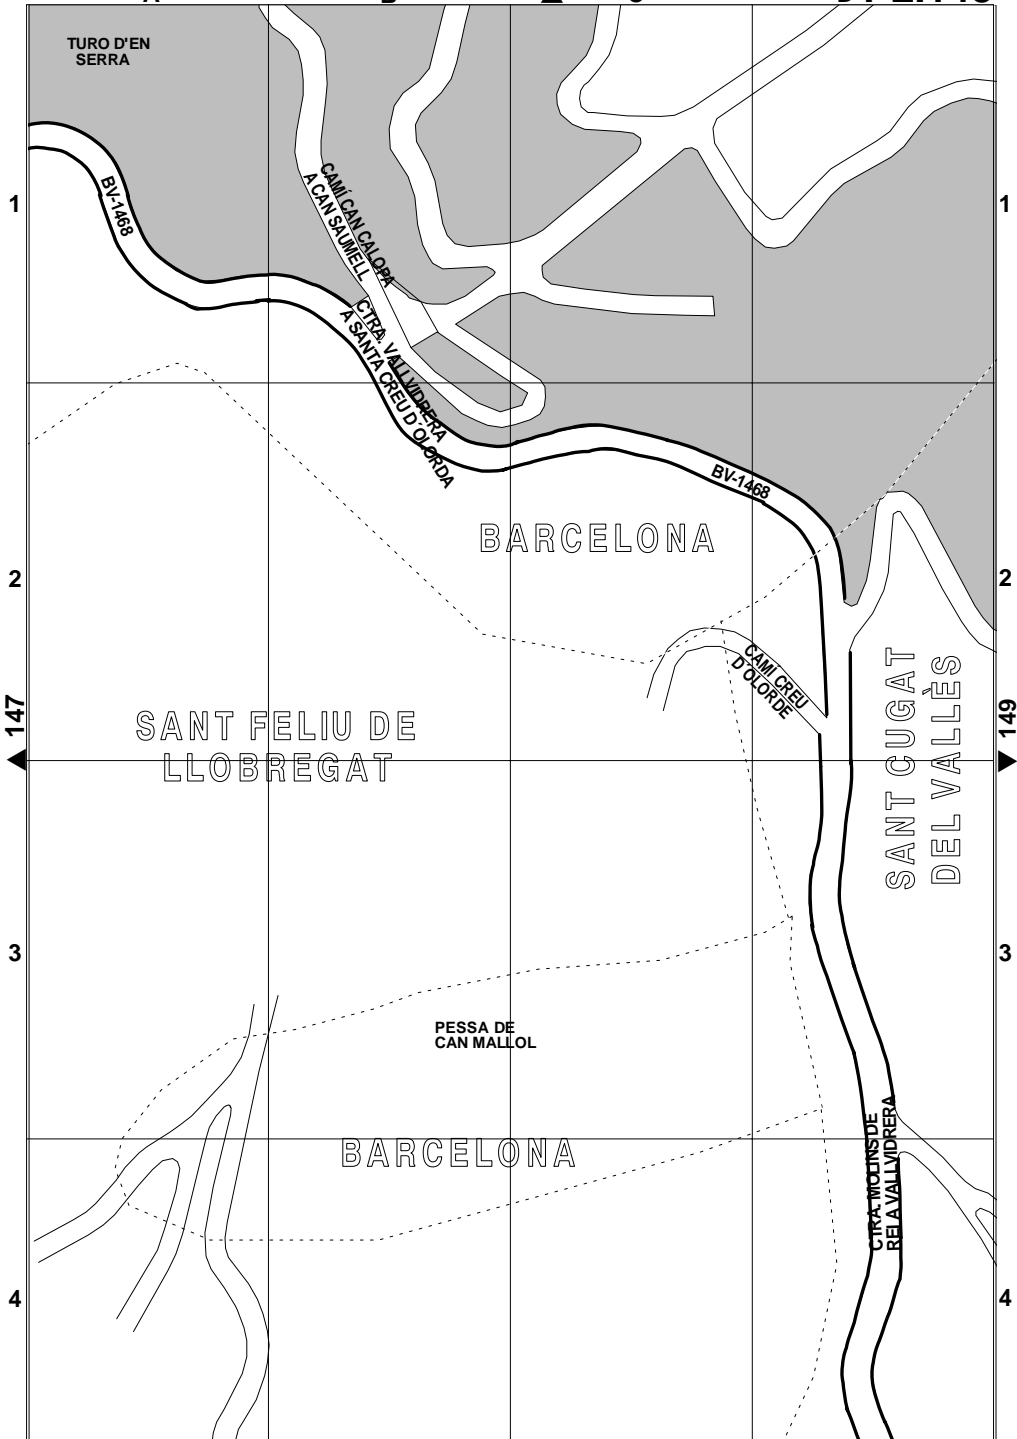 TURO D'EN
SERRA
1
1
BV-1468
CAMÍ CAN CALOPA
A CAN SAUMELL
CTRA. VALLVIDRERA
A SANTA CREU D´OLORDA
BV-1468
BARCELONA
2
2
CAMÍ CREU
D´OLORDE
147
149
SANT FELIU DE
LLOBREGAT
SANT CUGAT
DEL VALLÈS
3
3
PESSA DE
CAN MALLOL
BARCELONA
CTRA. MOLINS DE
REI A VALLVIDRERA
4
4